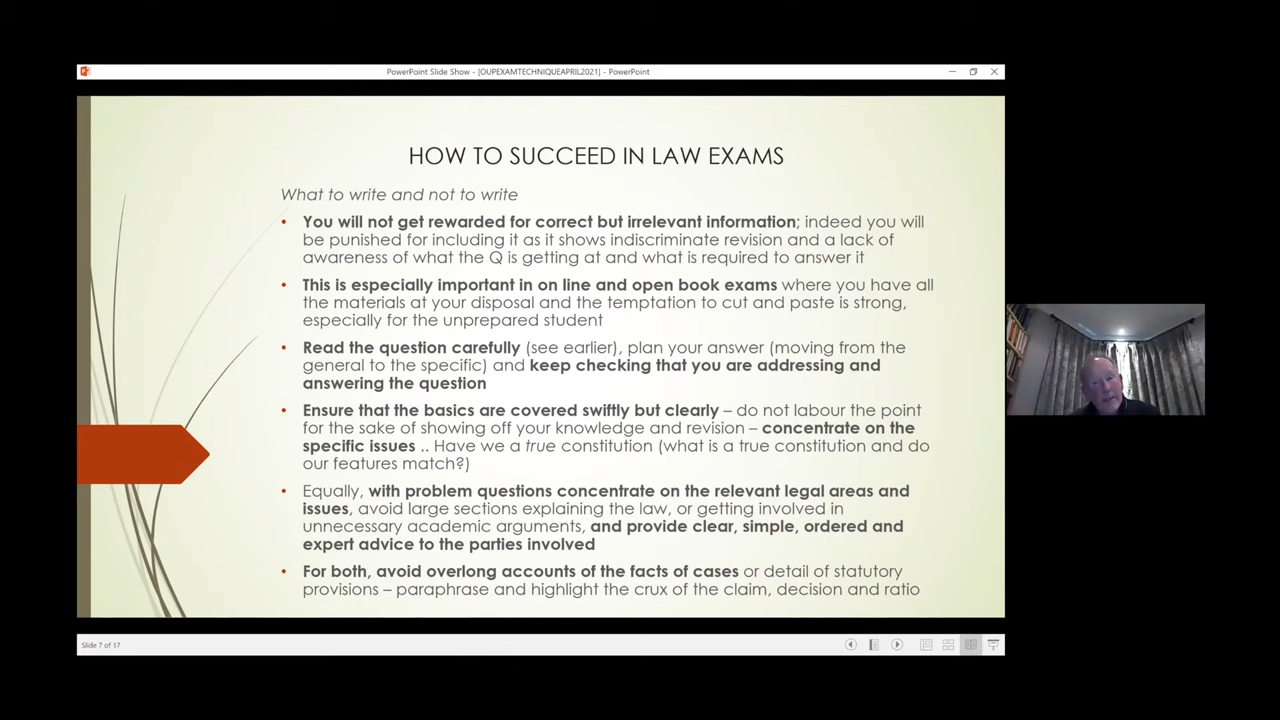 PowerPoint Slide Show - [OUPEXAMTECHNIQUEAPRIL2021] - PowerPoint
HOW TO SUCCEED IN LAW EXAMS
What to write and not to write
• You will not get rewarded for correct but irrelevant information; indeed you will
be punished for including it as it shows indiscriminate revision and a lack of
awareness of what the Q is getting at and what is required to answer it
• This is especially important in on line and open book exams where you have all
the materials at your disposal and the temptation to cut and paste is strong,
especially for the unprepared student
• Read the question carefully (see earlier), plan your answer (moving from the
general to the specific) and keep checking that you are addressing and
answering the question
• Ensure that the basics are covered swiftly but clearly – do not labour the point
for the sake of showing off your knowledge and revision – concentrate on the
specific issues .. Have we a true constitution (what is a true constitution and do
our features match?)
• Equally, with problem questions concentrate on the relevant legal areas and
issues, avoid large sections explaining the law, or getting involved in
unnecessary academic arguments, and provide clear, simple, ordered and
expert advice to the parties involved
• For both, avoid overlong accounts of the facts of cases or detail of statutory
provisions – paraphrase and highlight the crux of the claim, decision and ratio
Slide 7 of 17